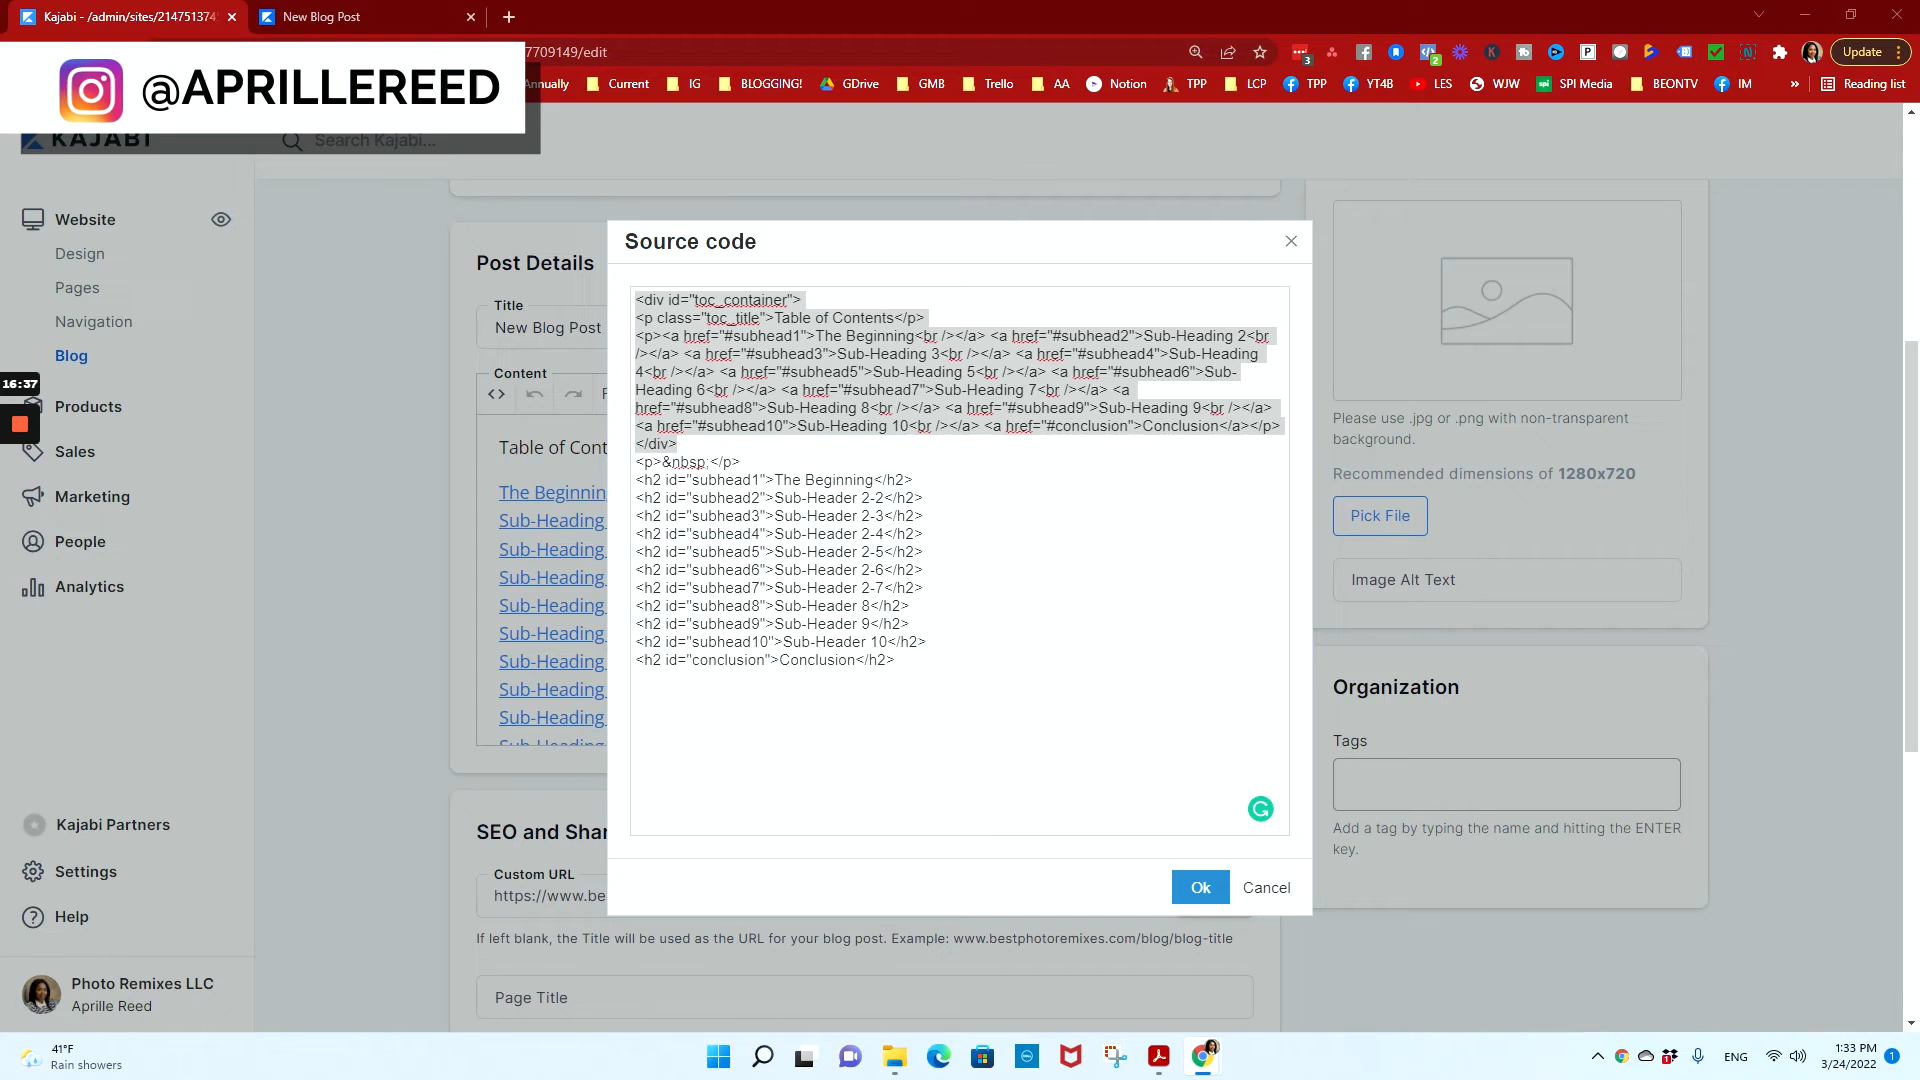 Kajabi - /admin/sites/214751374
New Blog Post
7709149/edit
Update
@APRILLEREED
Annually
Current
IG
BLOGGING!
GDrive
GMB
Trello
AA
Notion
TPP
LCP
TPP
YT4B
LES
WJW
SPI Media
BEONTV
IM
Reading list
KAJABI
Search Kajabi...
Website
Design
Pages
Navigation
Blog
16:37
Products
Sales
Marketing
People
Analytics
Kajabi Partners
Settings
Help
Photo Remixes LLC
Aprille Reed
Post Details
Title
New Blog Post
Content
Table of Cont
The Beginnin
Sub-Heading
Sub-Heading
Sub-Heading
Sub-Heading
Sub-Heading
Sub-Heading
Sub-Heading
Sub-Heading
Sub-Heading
SEO and Shar
Custom URL
https://www.be
If left blank, the Title will be used as the URL for your blog post. Example: www.bestphotoremixes.com/blog/blog-title
Page Title
Source code
<div id="toc_container">
<p class="toc_title">Table of Contents</p>
<p><a href="#subhead1">The Beginning<br /></a> <a href="#subhead2">Sub-Heading 2<br
/></a> <a href="#subhead3">Sub-Heading 3<br /></a> <a href="#subhead4">Sub-Heading
4<br /></a> <a href="#subhead5">Sub-Heading 5<br /></a> <a href="#subhead6">Sub-
Heading 6<br /></a> <a href="#subhead7">Sub-Heading 7<br /></a> <a
href="#subhead8">Sub-Heading 8<br /></a> <a href="#subhead9">Sub-Heading 9<br /></a>
<a href="#subhead10">Sub-Heading 10<br /></a> <a href="#conclusion">Conclusion</a></p>
</div>
<p>&nbsp;</p>
<h2 id="subhead1">The Beginning</h2>
<h2 id="subhead2">Sub-Header 2-2</h2>
<h2 id="subhead3">Sub-Header 2-3</h2>
<h2 id="subhead4">Sub-Header 2-4</h2>
<h2 id="subhead5">Sub-Header 2-5</h2>
<h2 id="subhead6">Sub-Header 2-6</h2>
<h2 id="subhead7">Sub-Header 2-7</h2>
<h2 id="subhead8">Sub-Header 8</h2>
<h2 id="subhead9">Sub-Header 9</h2>
<h2 id="subhead10">Sub-Header 10</h2>
<h2 id="conclusion">Conclusion</h2>
Ok
Cancel
Please use .jpg or .png with non-transparent
background.
Recommended dimensions of 1280x720
Pick File
Image Alt Text
Organization
Tags
Add a tag by typing the name and hitting the ENTER
key.
41°F
Rain showers
ENG
1:33 PM
3/24/2022
1